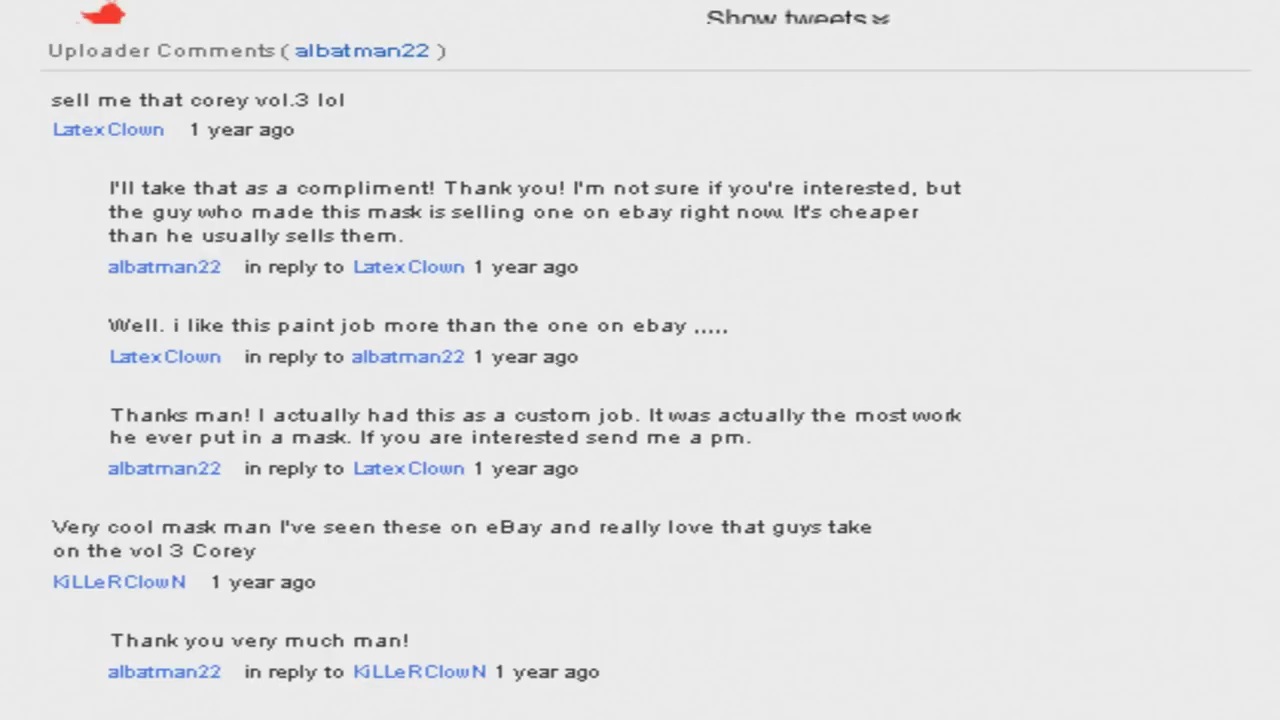 Show tweets
Uploader Comments ( albatman22 )
sell me that corey vol.3 lol
LatexClown 1 year ago
I'll take that as a compliment! Thank you! I'm not sure if you're interested, but
the guy who made this mask is selling one on ebay right now. It's cheaper
than he usually sells them.
albatman22 in reply to LatexClown 1 year ago
Well. i like this paint job more than the one on ebay .....
LatexClown in reply to albatman22 1 year ago
Thanks man! I actually had this as a custom job. It was actually the most work
he ever put in a mask. If you are interested send me a pm.
albatman22 in reply to LatexClown 1 year ago
Very cool mask man I've seen these on eBay and really love that guys take
on the vol 3 Corey
KiLLeRClowN 1 year ago
Thank you very much man!
albatman22 in reply to KiLLeRClowN 1 year ago